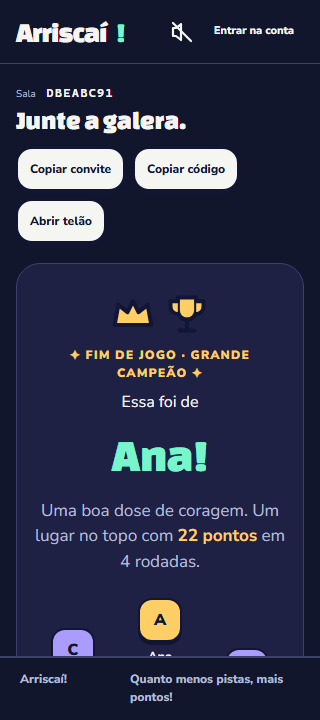 Arriscaí !
Entrar na conta
Sala DBEABC91
Junte a galera.
Copiar convite
Copiar código
Abrir telão
✦ FIM DE JOGO · GRANDE
CAMPEÃO ✦
Essa foi de
Ana!
Uma boa dose de coragem. Um
lugar no topo com 22 pontos em
4 rodadas.
A
C
Arriscaí!
Quanto menos pistas, mais
pontos!